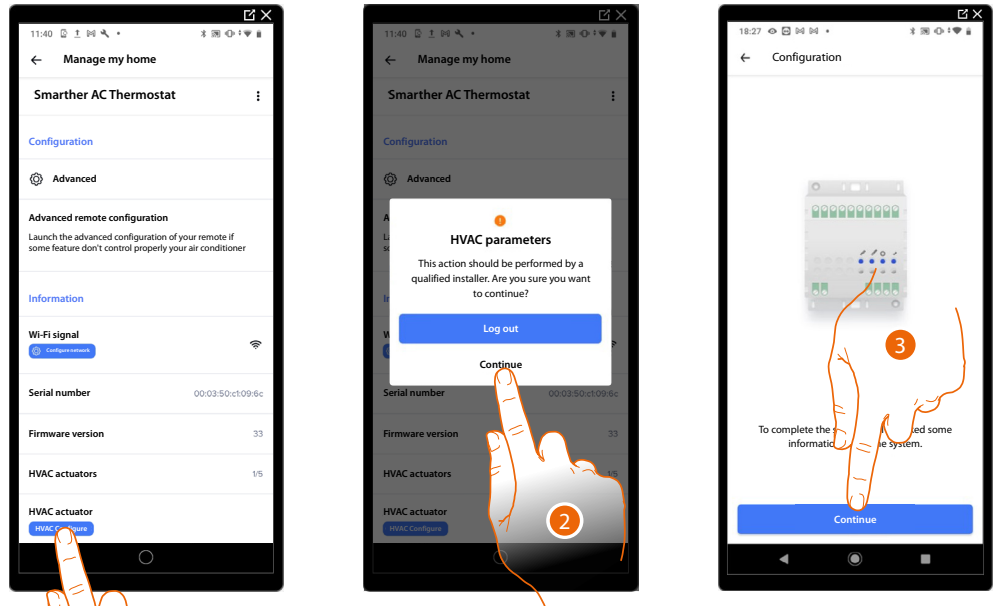 11:40
Manage my home
Smarther AC Thermostat
Configuration
Advanced
Advanced remote configuration
Launch the advanced configuration of your remote if
some feature don't control properly your air conditioner
Information
Wi-Fi signal
Configure network
Serial number 00:03:50:c1:09:6c
Firmware version 33
HVAC actuators 1/5
HVAC actuator
HVAC Configure
11:40
Manage my home
Smarther AC Thermostat
Configuration
Advanced
HVAC parameters
This action should be performed by a
qualified installer. Are you sure you want
to continue?
Log out
Continue
Serial number 00:03:50:c1:09:6c
Firmware version 33
HVAC actuators 1/5
HVAC actuator
HVAC Configure
2
18:27
Configuration
3
To complete the some
information system.
Continue